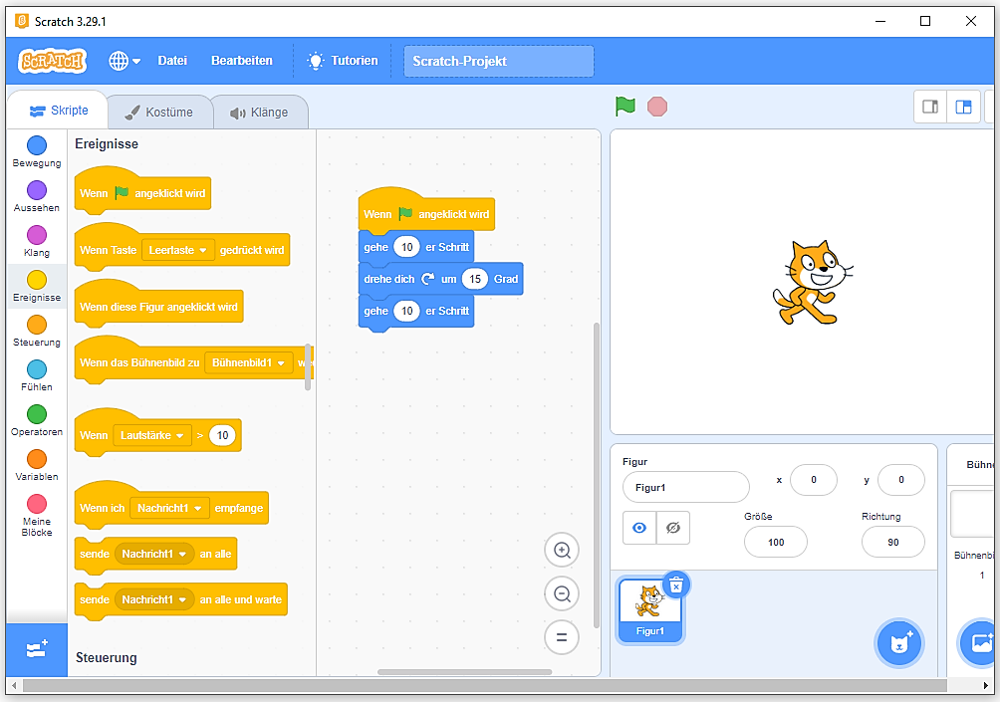 Scratch 3.29.1
SCRATCH
Datei
Bearbeiten
Tutorien
Scratch-Projekt
Skripte
Kostüme
Klänge
Bewegung
Aussehen
Klang
Ereignisse
Steuerung
Fühlen
Operatoren
Variablen
Meine
Blöcke
Ereignisse
Wenn angeklickt wird
Wenn Taste Leertaste gedrückt wird
Wenn diese Figur angeklickt wird
Wenn das Bühnenbild zu Bühnenbild1
Wenn Lautstärke > 10
Wenn ich Nachricht1 empfange
sende Nachricht1 an alle
sende Nachricht1 an alle und warte
Steuerung
Wenn angeklickt wird
gehe 10 er Schritt
drehe dich um 15 Grad
gehe 10 er Schritt
Figur
Figur1
x 0
y 0
Größe
100
Richtung
90
Figur1
Bühne
Bühnenbi
1